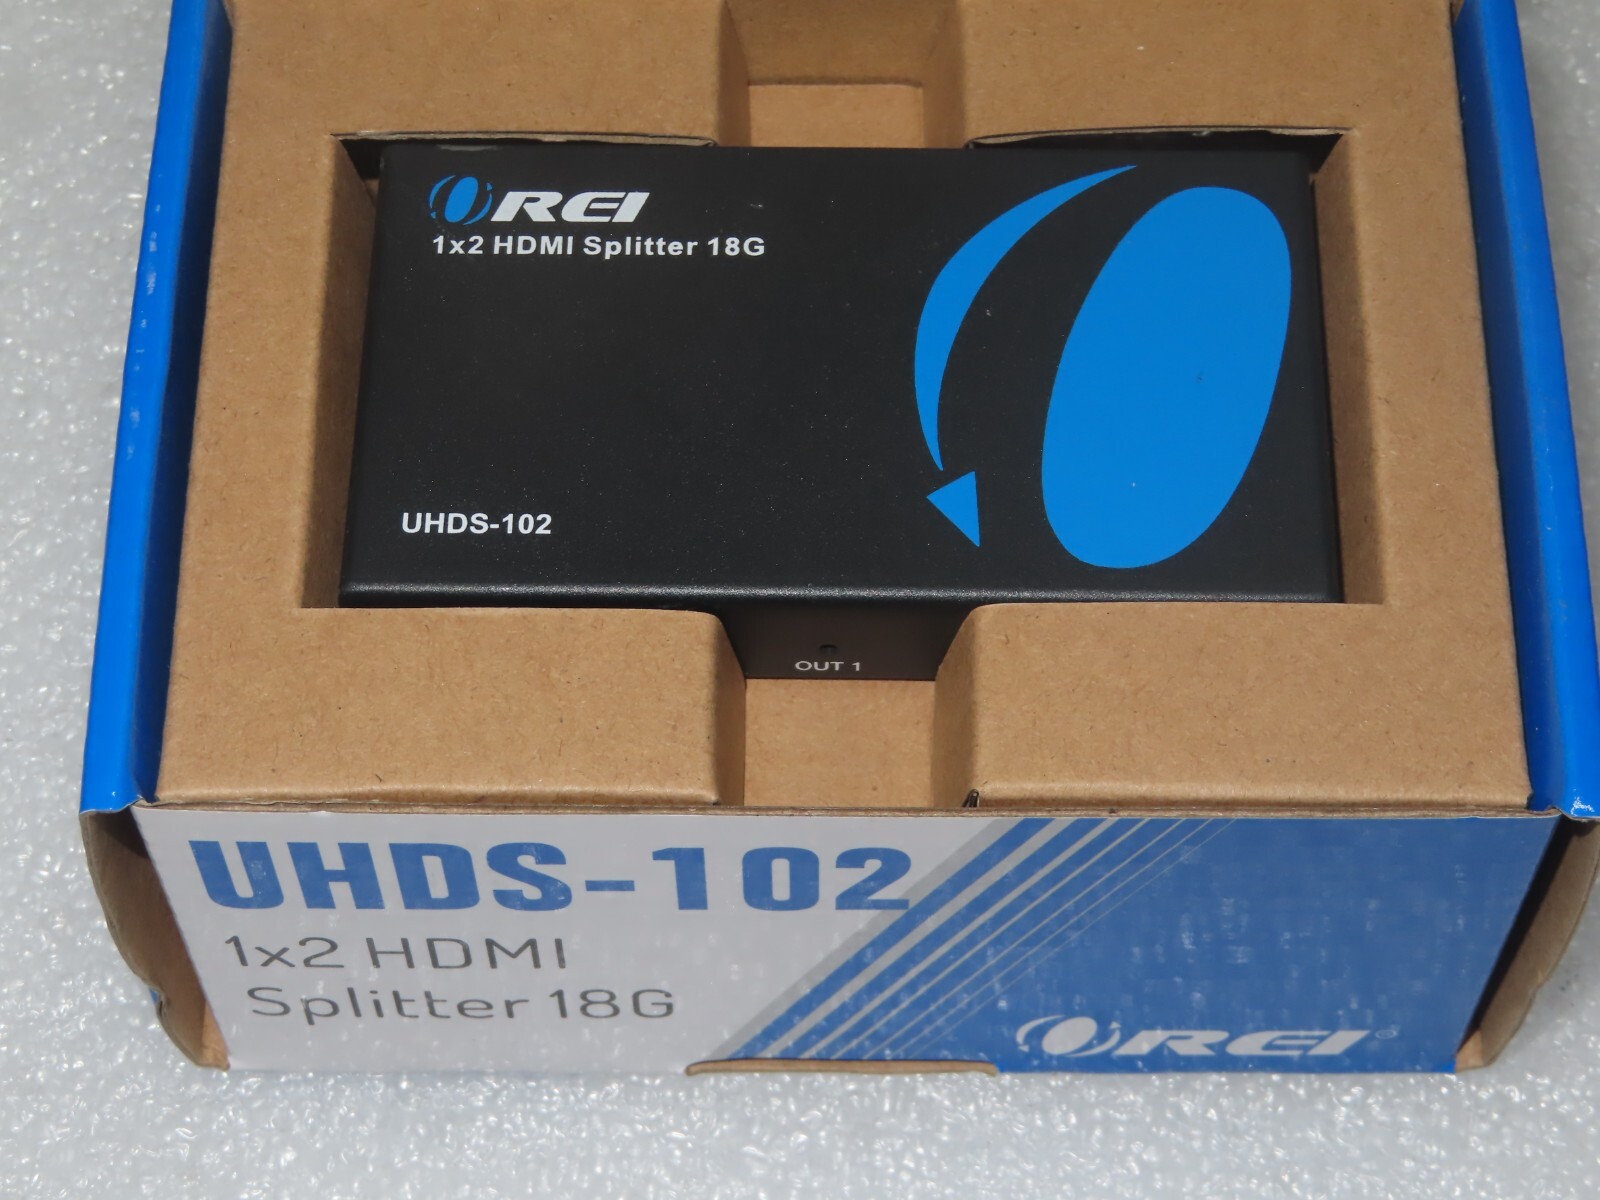 OREI
1x2 HDMI Splitter 18G
UHDS-102
OUT 1
UHDS-102
1x2 HDMI
Splitter 18G
OREI®